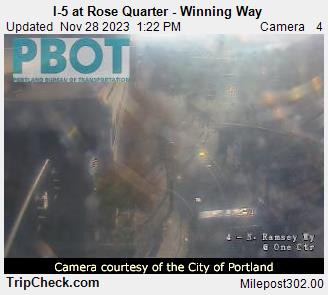 I-5 at Rose Quarter - Winning Way
Updated Nov 28 2023 1:22 PM Camera 4
PBOT
PORTLAND BUREAU OF TRANSPORTATION
4 - N. Ramsey Wy
@ One Ctr
Camera courtesy of the City of Portland
TripCheck.com Milepost302.00